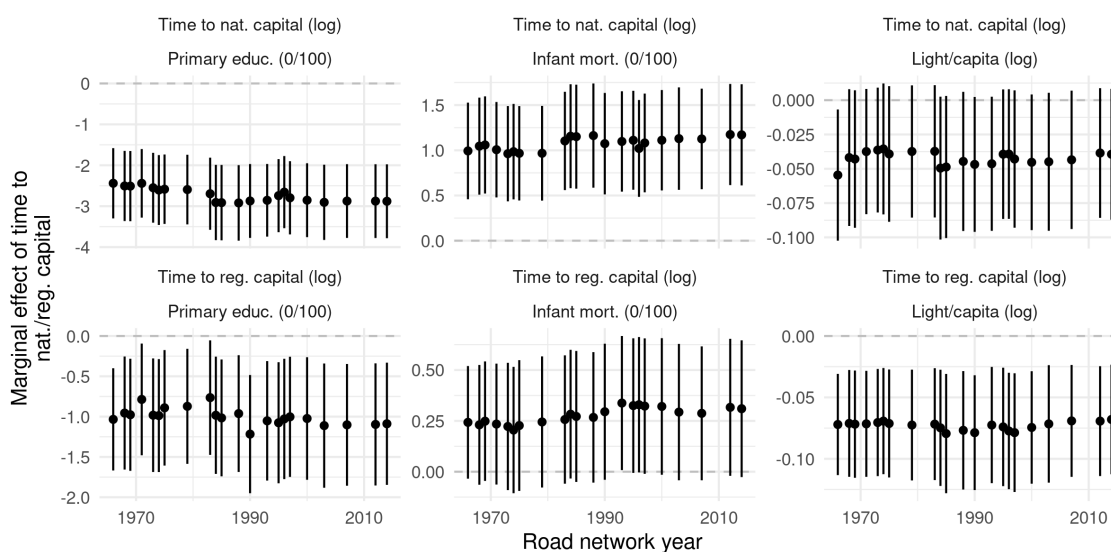 Time to nat. capital (log)
Time to nat. capital (log)
Time to nat. capital (log)
Primary educ. (0/100)
Infant mort. (0/100)
Light/capita (log)
0
-1
-2
-3
-4
1.5
1.0
0.5
0.0
0.000
-0.025
-0.050
-0.075
-0.100
Marginal effect of time to
nat./reg. capital
Time to reg. capital (log)
Time to reg. capital (log)
Time to reg. capital (log)
Primary educ. (0/100)
Infant mort. (0/100)
Light/capita (log)
0.0
-0.5
-1.0
-1.5
-2.0
0.50
0.25
0.00
0.00
-0.05
-0.10
1970 1990 2010
1970 1990 2010
1970 1990 2010
Road network year